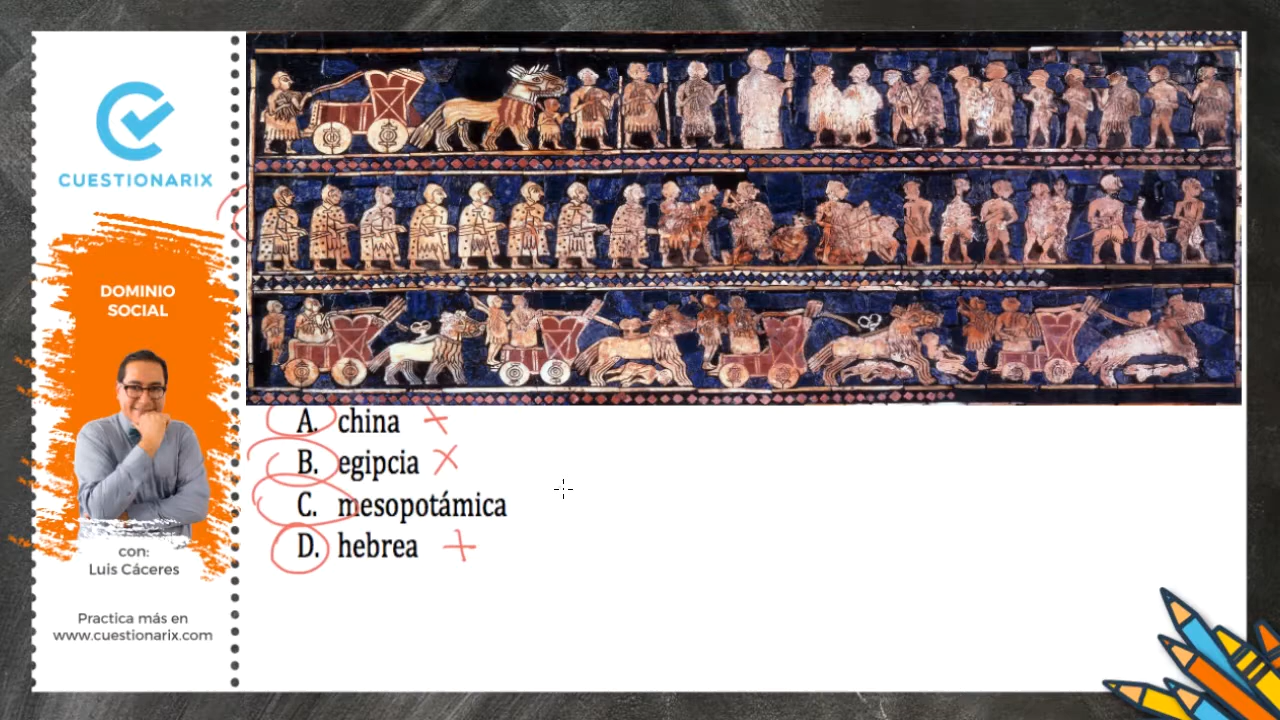 CUESTIONARIX
DOMINIO
SOCIAL
con:
Luis Cáceres
Practica más en
www.cuestionarix.com
A. china
B. egipcia
C. mesopotámica
D. hebrea